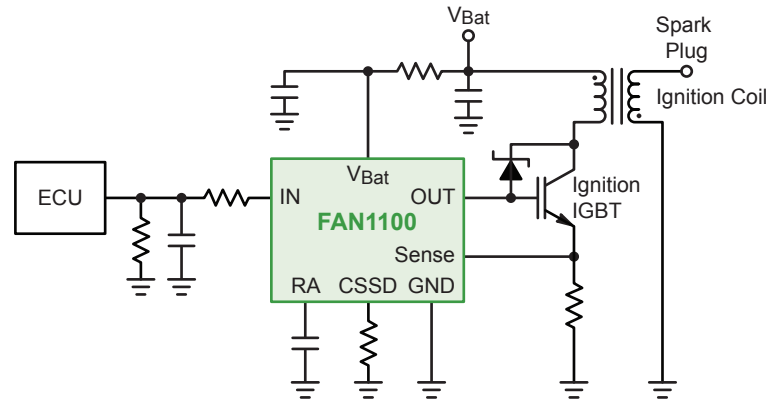 VBat
Spark
Plug
Ignition Coil
VBat
ECU
IN
OUT
Ignition
IGBT
FAN1100
Sense
RA CSSD GND